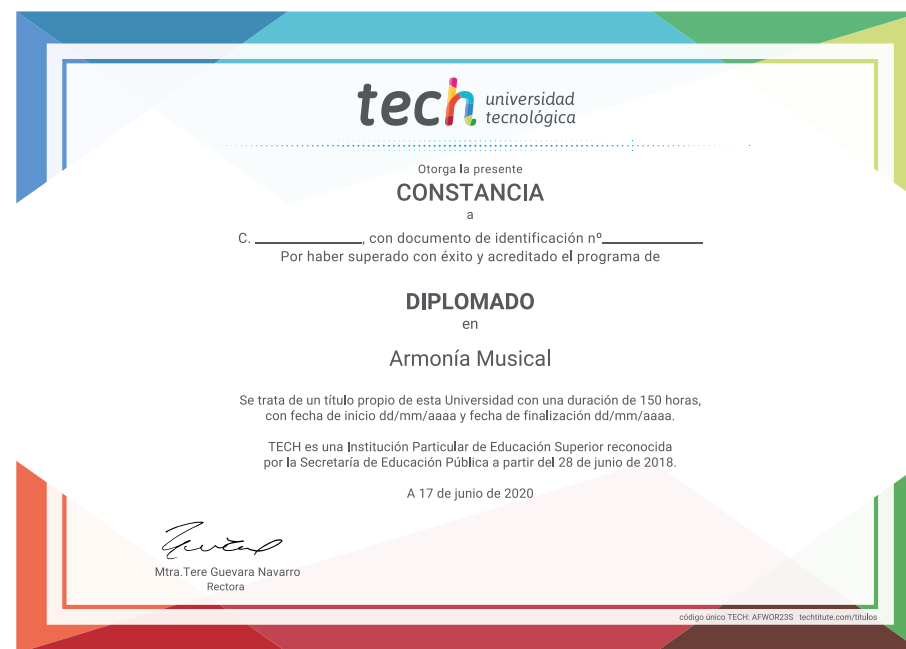 tech universidad
tecnológica
Otorga la presente
CONSTANCIA
a
C. ____________, con documento de identificación nº____________
Por haber superado con éxito y acreditado el programa de
DIPLOMADO
en
Armonía Musical
Se trata de un título propio de esta Universidad con una duración de 150 horas,
con fecha de inicio dd/mm/aaaa y fecha de finalización dd/mm/aaaa.
TECH es una Institución Particular de Educación Superior reconocida
por la Secretaría de Educación Pública a partir del 28 de junio de 2018.
A 17 de junio de 2020
Mtra.Tere Guevara Navarro
Rectora
código único TECH: AFWOR23S techtitute.com/titulos